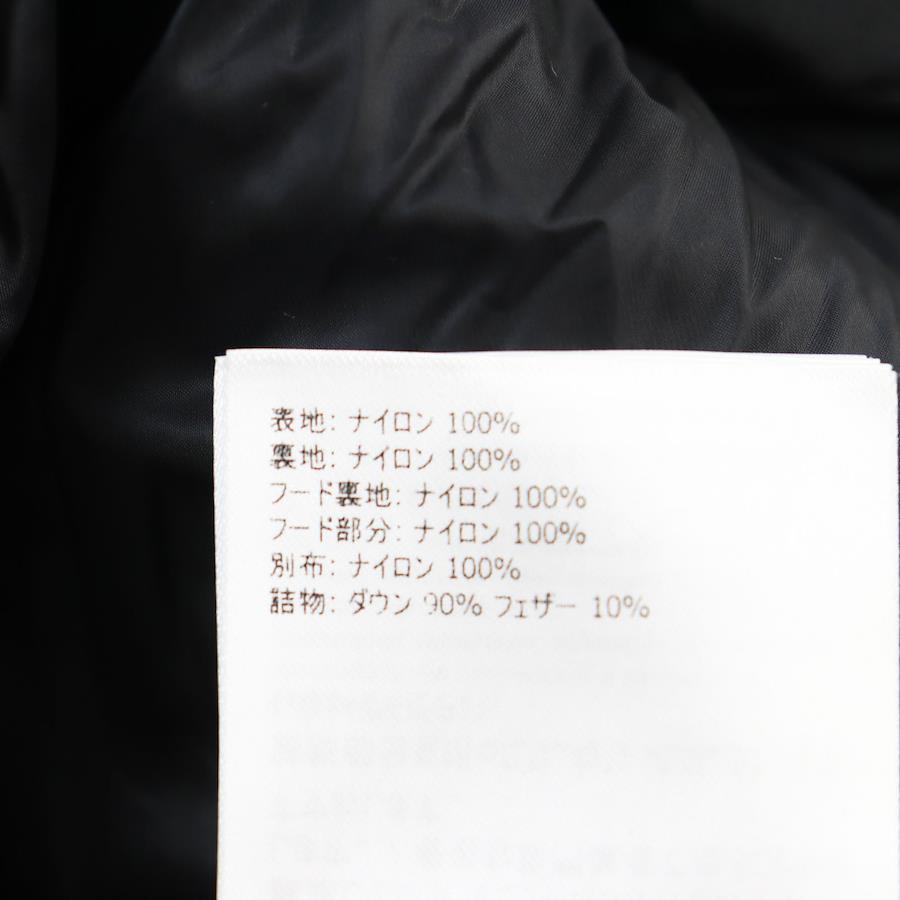 表地: ナイロン 100%
裏地: ナイロン 100%
フード裏地: ナイロン 100%
フード部分: ナイロン 100%
別布: ナイロン 100%
詰物: ダウン 90% フェザー 10%